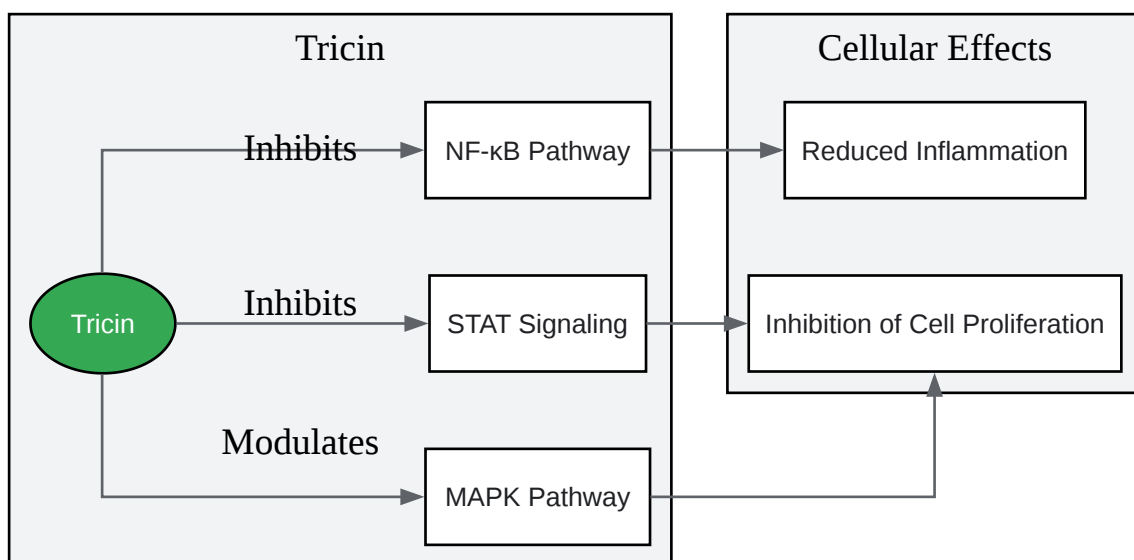 Tricin
Cellular Effects
Inhibits
NF-κB Pathway
Reduced Inflammation
Tricin
Inhibits
STAT Signaling
Inhibition of Cell Proliferation
Modulates
MAPK Pathway